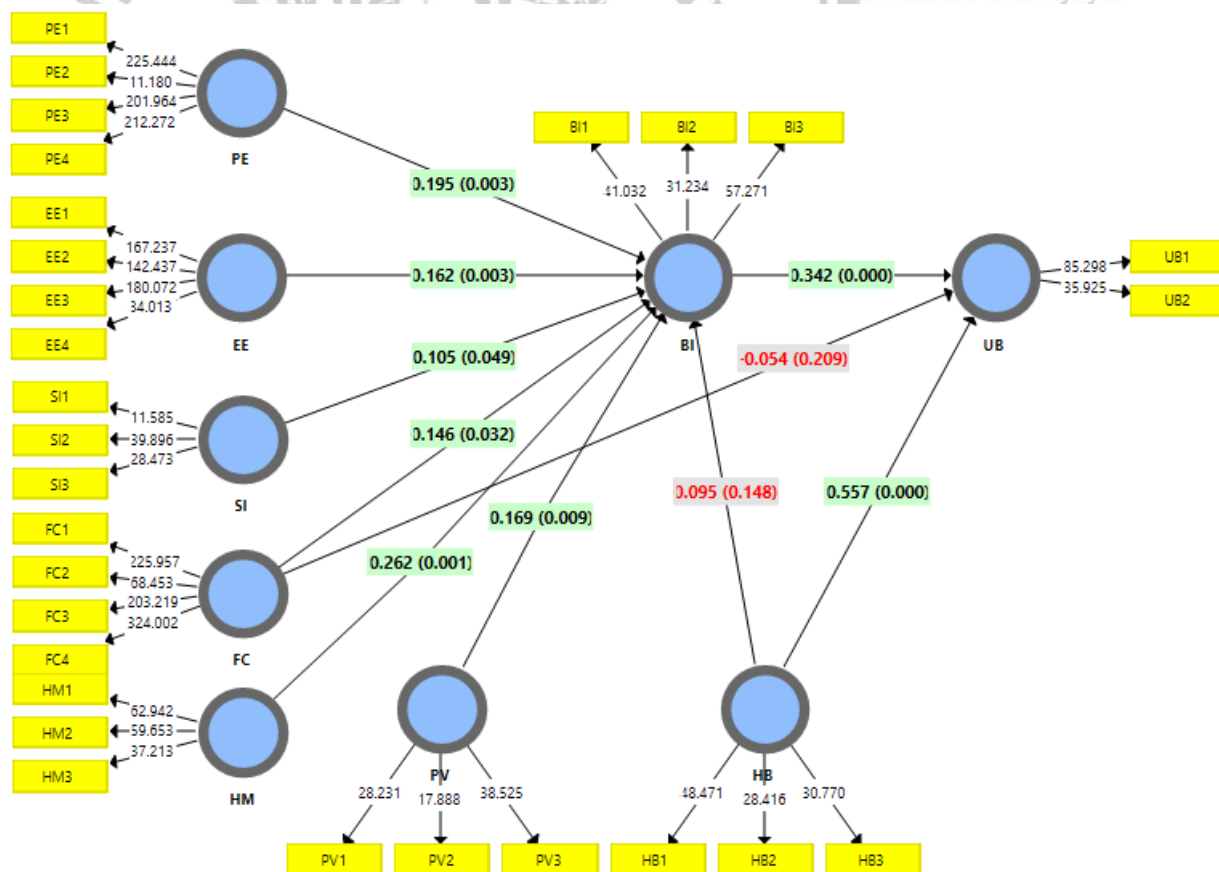 PE1
PE2
PE3
PE4
225.444
11.180
201.964
212.272
PE
EE1
EE2
EE3
EE4
167.237
142.437
180.072
34.013
EE
SI1
SI2
SI3
11.585
39.896
28.473
SI
FC1
FC2
FC3
FC4
225.957
68.453
203.219
324.002
FC
HM1
HM2
HM3
62.942
59.653
37.213
HM
0.195 (0.003)
0.162 (0.003)
0.105 (0.049)
0.146 (0.032)
0.262 (0.001)
0.169 (0.009)
BI1
BI2
BI3
41.032
31.234
57.271
BI
0.342 (0.000)
-0.054 (0.209)
0.095 (0.148)
0.557 (0.000)
UB
85.298
35.925
UB1
UB2
PV
28.231
17.888
38.525
PV1
PV2
PV3
HB
48.471
28.416
30.770
HB1
HB2
HB3